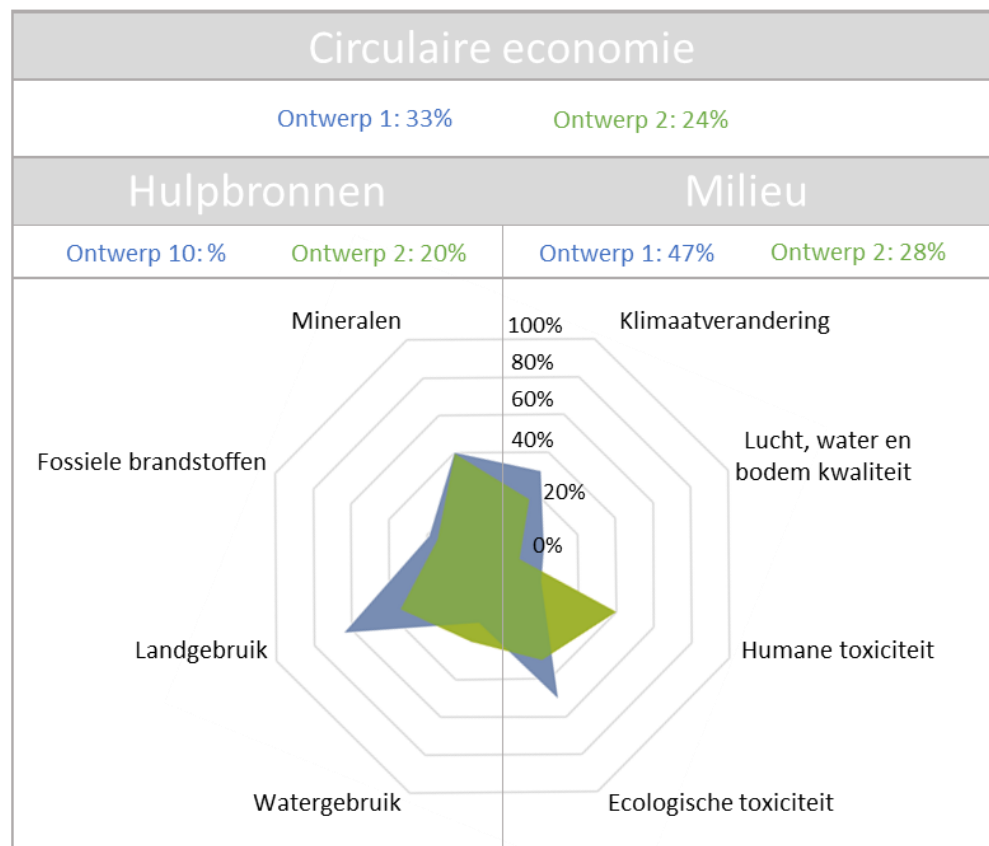 Circulaire economie
Ontwerp 1: 33% Ontwerp 2: 24%
Hulpbronnen Milieu
Ontwerp 10: % Ontwerp 2: 20% Ontwerp 1: 47% Ontwerp 2: 28%
Mineralen 100% Klimaatverandering
80%
60%
40%
Lucht, water en
bodem kwaliteit
Fossiele brandstoffen
20%
0%
Landgebruik Humane toxiciteit
Watergebruik Ecologische toxiciteit